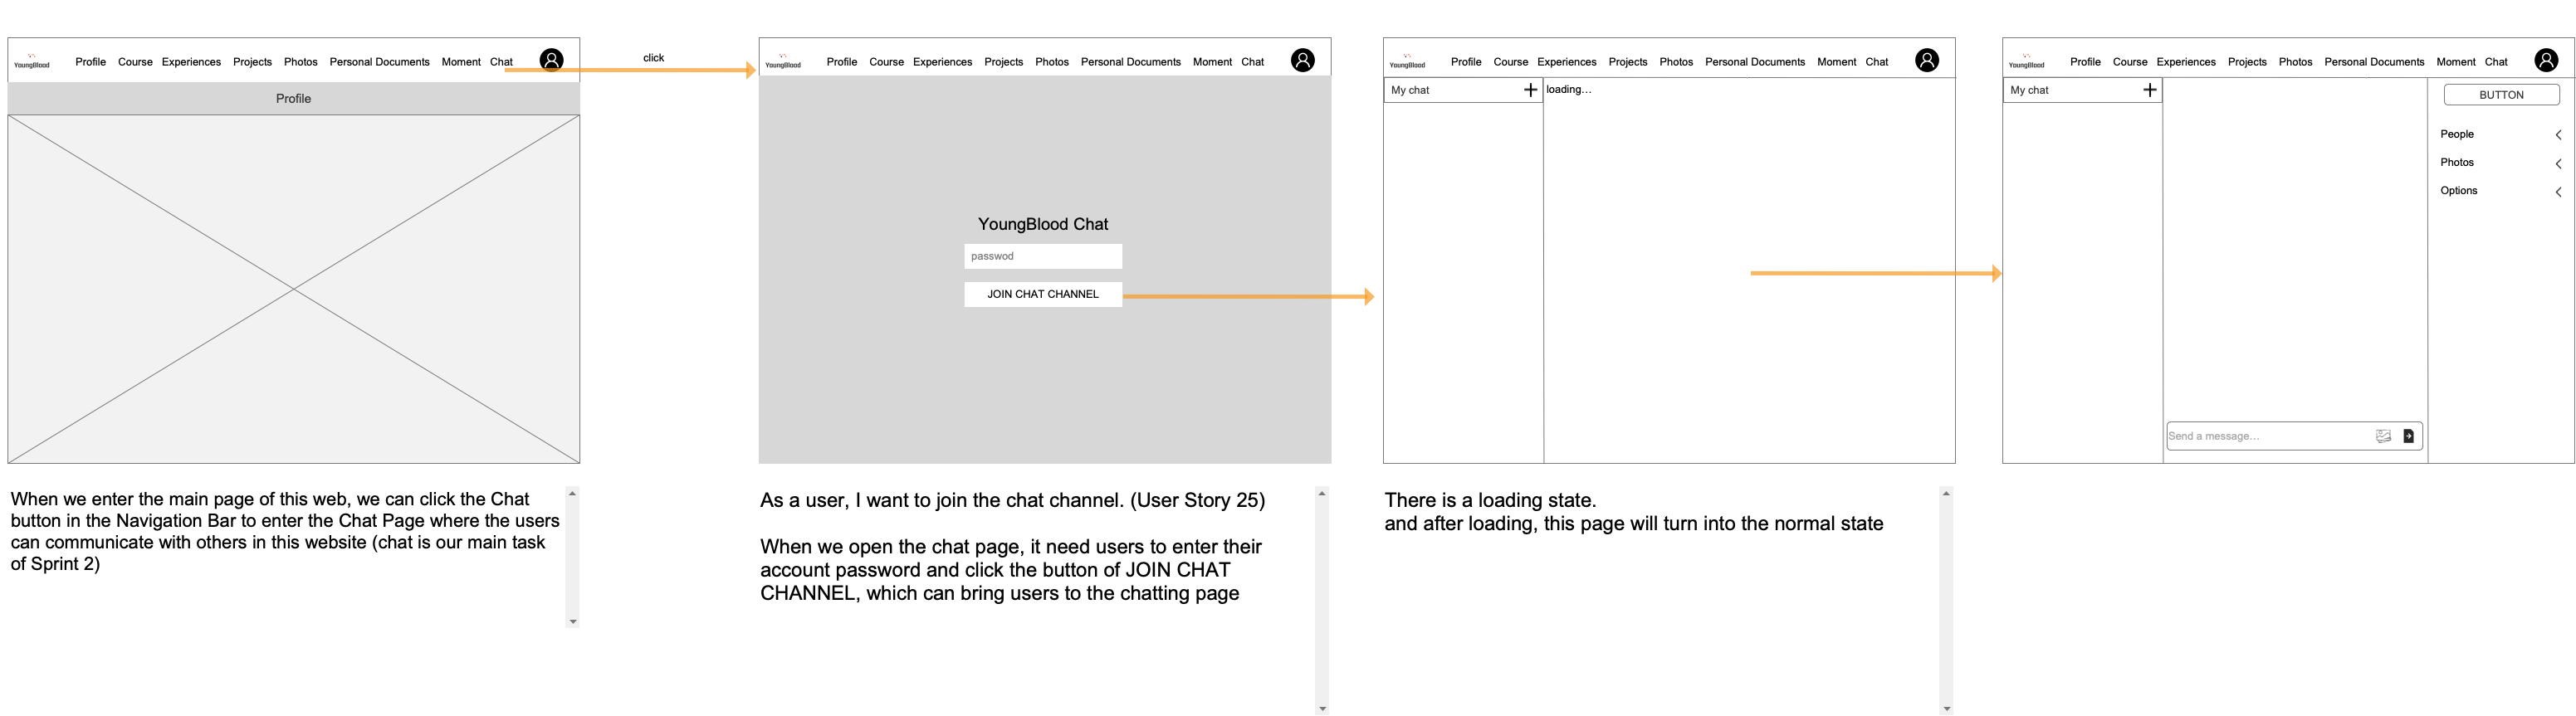 YoungBlood Profile Course Experiences Projects Photos Personal Documents Moment Chat
Profile
click
YoungBlood Profile Course Experiences Projects Photos Personal Documents Moment Chat
YoungBlood Chat
passwod
JOIN CHAT CHANNEL
YoungBlood Profile Course Experiences Projects Photos Personal Documents Moment Chat
My chat
loading...
YoungBlood Profile Course Experiences Projects Photos Personal Documents Moment Chat
My chat
BUTTON
People
Photos
Options
Send a message...
When we enter the main page of this web, we can click the Chat
button in the Navigation Bar to enter the Chat Page where the users
can communicate with others in this website (chat is our main task
of Sprint 2)
As a user, I want to join the chat channel. (User Story 25)
When we open the chat page, it need users to enter their
account password and click the button of JOIN CHAT
CHANNEL, which can bring users to the chatting page
There is a loading state.
and after loading, this page will turn into the normal state